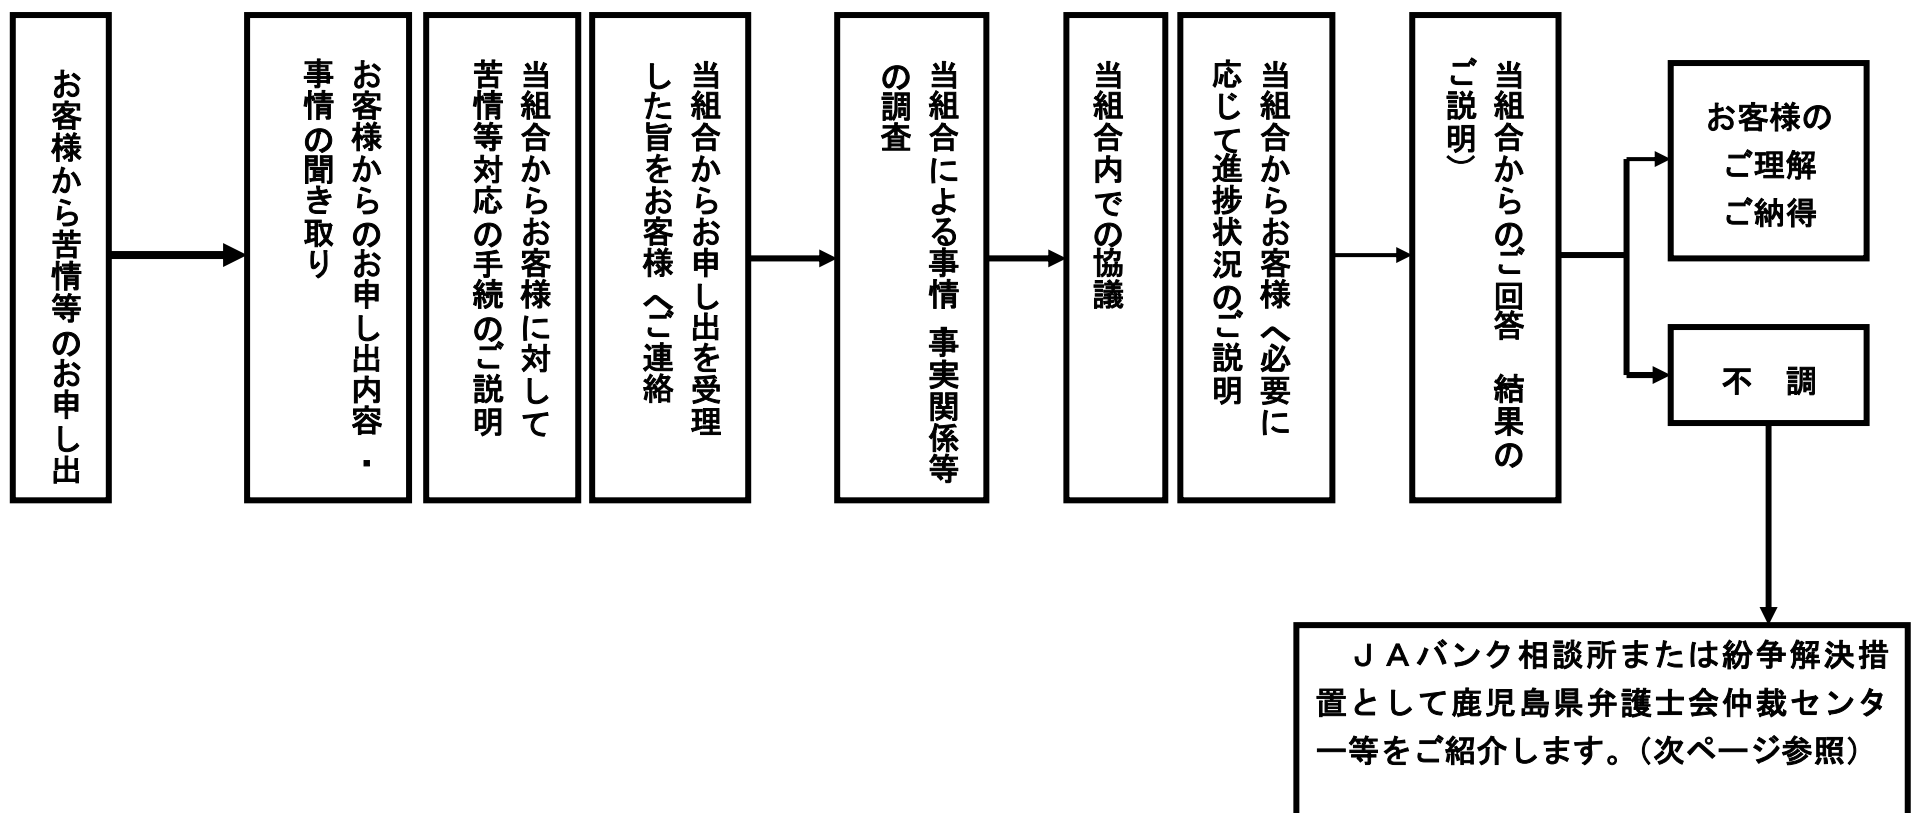 お客様から苦情等のお申し出
お客様からのお申し出内容・
事情の聞き取り
当組合からお客様に対して
苦情等対応の手続のご説明
当組合からお申し出を受理
した旨をお客様へご連絡
当組合による事情 事実関係等
の調査
当組合内での協議
当組合からお客様へ必要に
応じて進捗状況のご説明
当組合からのご回答 結果の
ご説明）
お客様の
ご理解
ご納得
不 調
ＪＡバンク相談所または紛争解決措
置として鹿児島県弁護士会仲裁センタ
ー等をご紹介します。（次ページ参照）